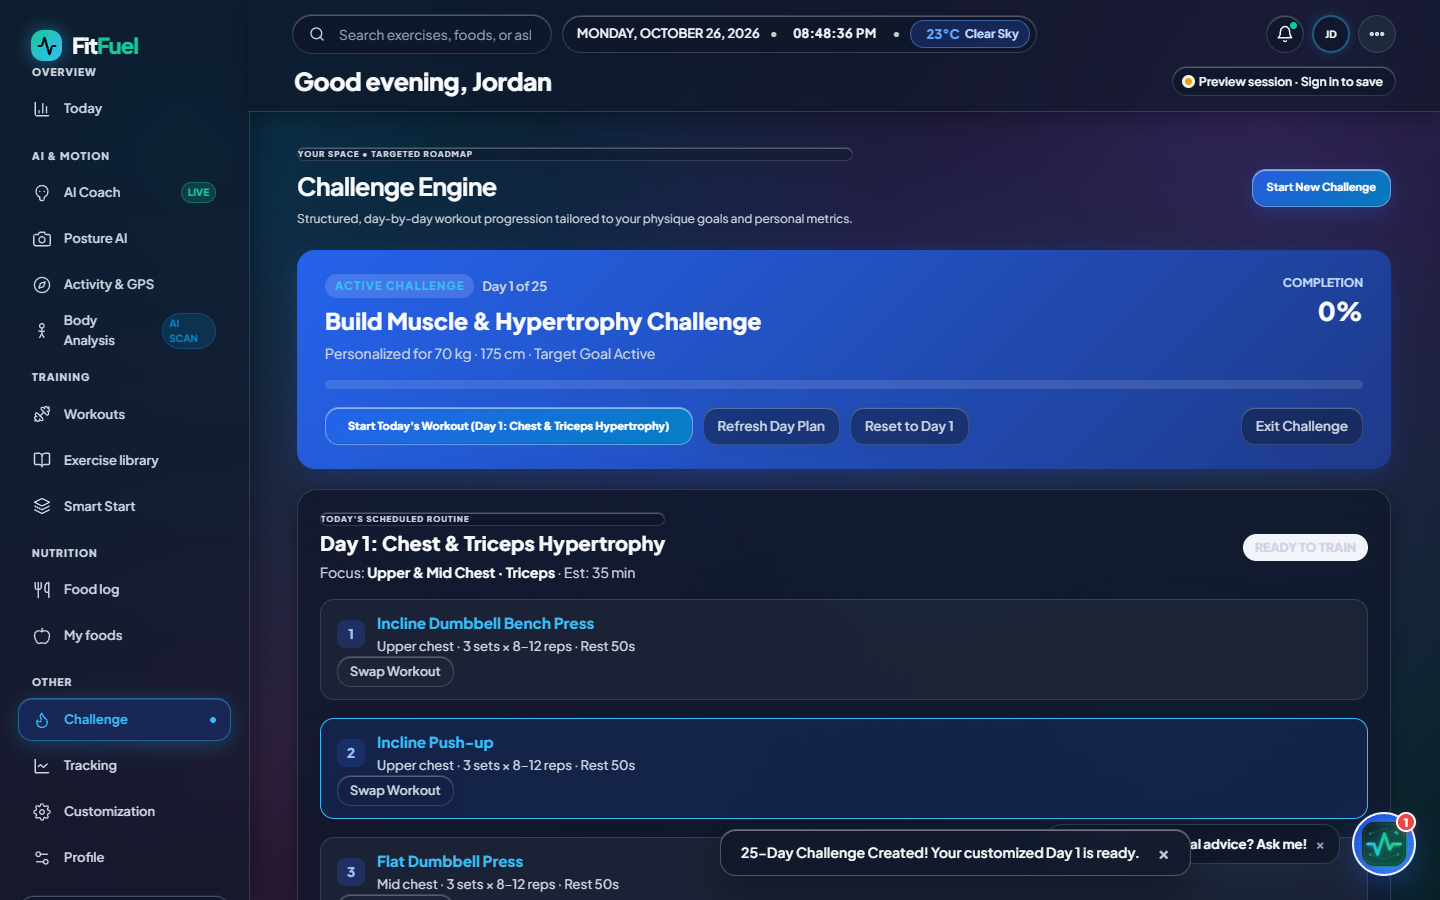 FitFuel
OVERVIEW
Today
AI & MOTION
AI Coach
LIVE
Posture AI
Activity & GPS
Body
Analysis
AI
SCAN
TRAINING
Workouts
Exercise library
Smart Start
NUTRITION
Food log
My foods
OTHER
Challenge
Tracking
Customization
Profile
Search exercises, foods, or asl
MONDAY, OCTOBER 26, 2026 • 08:48:36 PM • 23°C Clear Sky
JD
Good evening, Jordan
Preview session · Sign in to save
YOUR SPACE • TARGETED ROADMAP
Challenge Engine
Structured, day-by-day workout progression tailored to your physique goals and personal metrics.
Start New Challenge
ACTIVE CHALLENGE Day 1 of 25
Build Muscle & Hypertrophy Challenge
Personalized for 70 kg · 175 cm · Target Goal Active
COMPLETION
0%
Start Today's Workout (Day 1: Chest & Triceps Hypertrophy)
Refresh Day Plan
Reset to Day 1
Exit Challenge
TODAY'S SCHEDULED ROUTINE
Day 1: Chest & Triceps Hypertrophy
Focus: Upper & Mid Chest · Triceps · Est: 35 min
READY TO TRAIN
1
Incline Dumbbell Bench Press
Upper chest · 3 sets × 8–12 reps · Rest 50s
Swap Workout
2
Incline Push-up
Upper chest · 3 sets × 8–12 reps · Rest 50s
Swap Workout
3
Flat Dumbbell Press
Mid chest · 3 sets × 8–12 reps · Rest 50s
25-Day Challenge Created! Your customized Day 1 is ready. ×
al advice? Ask me! ×
1